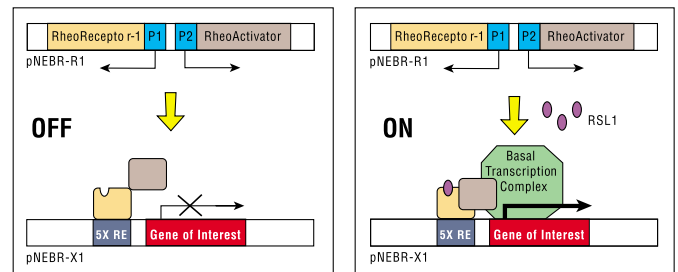 RheoRecepto r-1 P1 P2 RheoActivator
pNEBR-R1
OFF
5X RE Gene of Interest
pNEBR-X1
RheoRecepto r-1 P1 P2 RheoActivator
pNEBR-R1
ON
RSL1
Basal
Transcription
Complex
5X RE Gene of Interest
pNEBR-X1